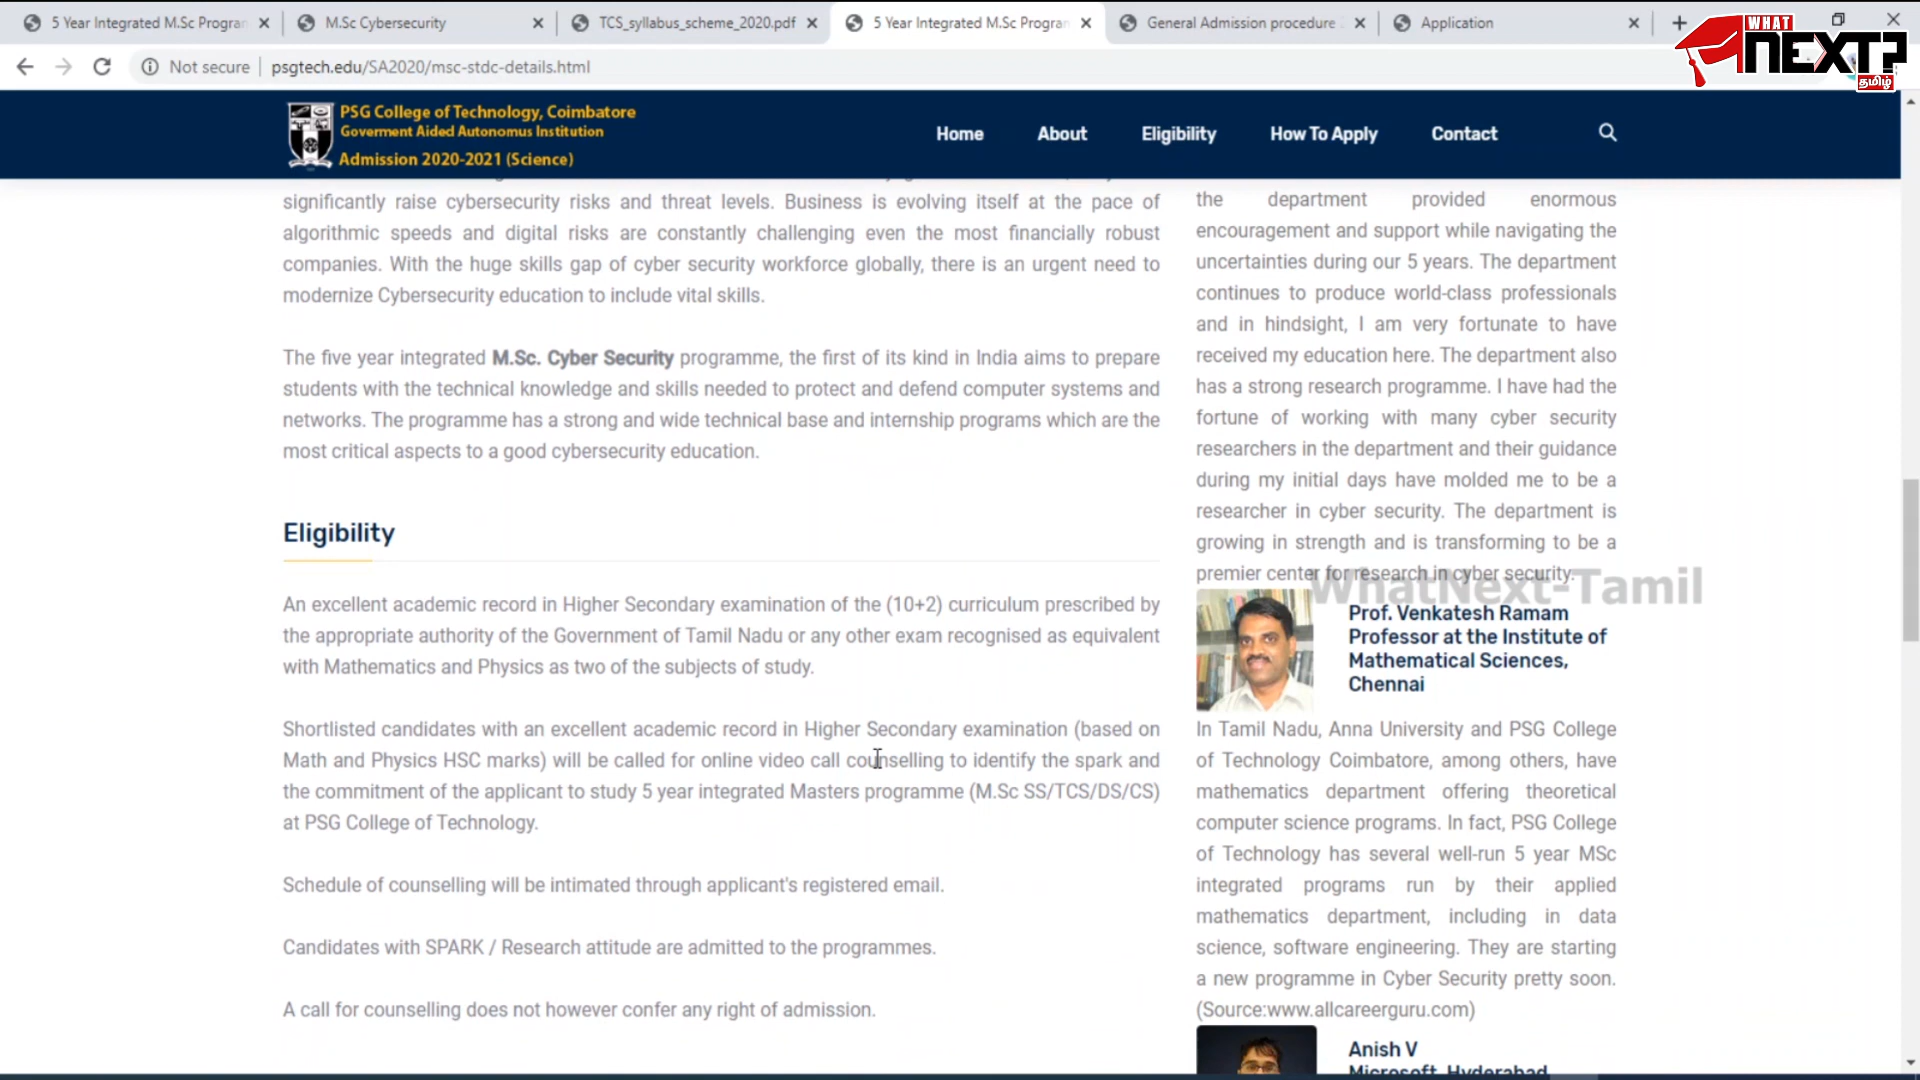 5 Year Integrated M.Sc Program
M.Sc Cybersecurity
TCS_syllabus_scheme_2020.pdf
5 Year Integrated M.Sc Program
General Admission procedure
Application
WHAT
NEXT?
தமிழ்
Not secure
psgtech.edu/SA2020/msc-stdc-details.html
PSG College of Technology, Coimbatore
Goverment Aided Autonomus Institution
Admission 2020-2021 (Science)
Home
About
Eligibility
How To Apply
Contact
significantly raise cybersecurity risks and threat levels. Business is evolving itself at the pace of
algorithmic speeds and digital risks are constantly challenging even the most financially robust
companies. With the huge skills gap of cyber security workforce globally, there is an urgent need to
modernize Cybersecurity education to include vital skills.
The five year integrated M.Sc. Cyber Security programme, the first of its kind in India aims to prepare
students with the technical knowledge and skills needed to protect and defend computer systems and
networks. The programme has a strong and wide technical base and internship programs which are the
most critical aspects to a good cybersecurity education.
Eligibility
An excellent academic record in Higher Secondary examination of the (10+2) curriculum prescribed by
the appropriate authority of the Government of Tamil Nadu or any other exam recognised as equivalent
with Mathematics and Physics as two of the subjects of study.
Shortlisted candidates with an excellent academic record in Higher Secondary examination (based on
Math and Physics HSC marks) will be called for online video call counselling to identify the spark and
the commitment of the applicant to study 5 year integrated Masters programme (M.Sc SS/TCS/DS/CS)
at PSG College of Technology.
Schedule of counselling will be intimated through applicant's registered email.
Candidates with SPARK / Research attitude are admitted to the programmes.
A call for counselling does not however confer any right of admission.
the department provided enormous
encouragement and support while navigating the
uncertainties during our 5 years. The department
continues to produce world-class professionals
and in hindsight, I am very fortunate to have
received my education here. The department also
has a strong research programme. I have had the
fortune of working with many cyber security
researchers in the department and their guidance
during my initial days have molded me to be a
researcher in cyber security. The department is
growing in strength and is transforming to be a
premier center for research in cyber security.
WhatNext-Tamil
Prof. Venkatesh Ramam
Professor at the Institute of
Mathematical Sciences,
Chennai
In Tamil Nadu, Anna University and PSG College
of Technology Coimbatore, among others, have
mathematics department offering theoretical
computer science programs. In fact, PSG College
of Technology has several well-run 5 year MSc
integrated programs run by their applied
mathematics department, including in data
science, software engineering. They are starting
a new programme in Cyber Security pretty soon.
(Source:www.allcareerguru.com)
Anish V
Microsoft, Hyderabad